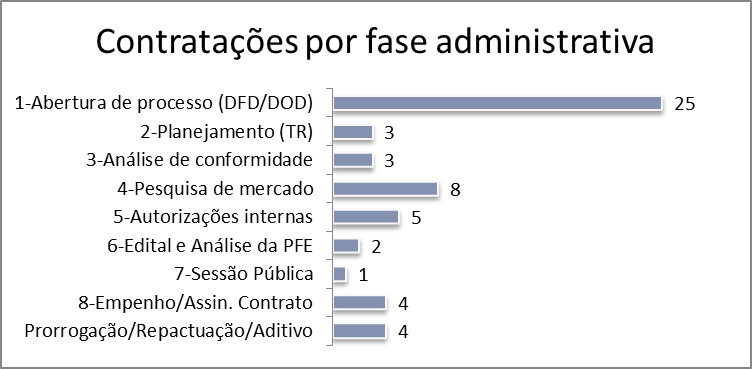 Contratações por fase administrativa
1-Abertura de processo (DFD/DOD) 25
2-Planejamento (TR) 3
3-Análise de conformidade 3
4-Pesquisa de mercado 8
5-Autorizações internas 5
6-Edital e Análise da PFE 2
7-Sessão Pública 1
8-Empenho/Assin. Contrato 4
Prorrogação/Repactuação/Aditivo 4